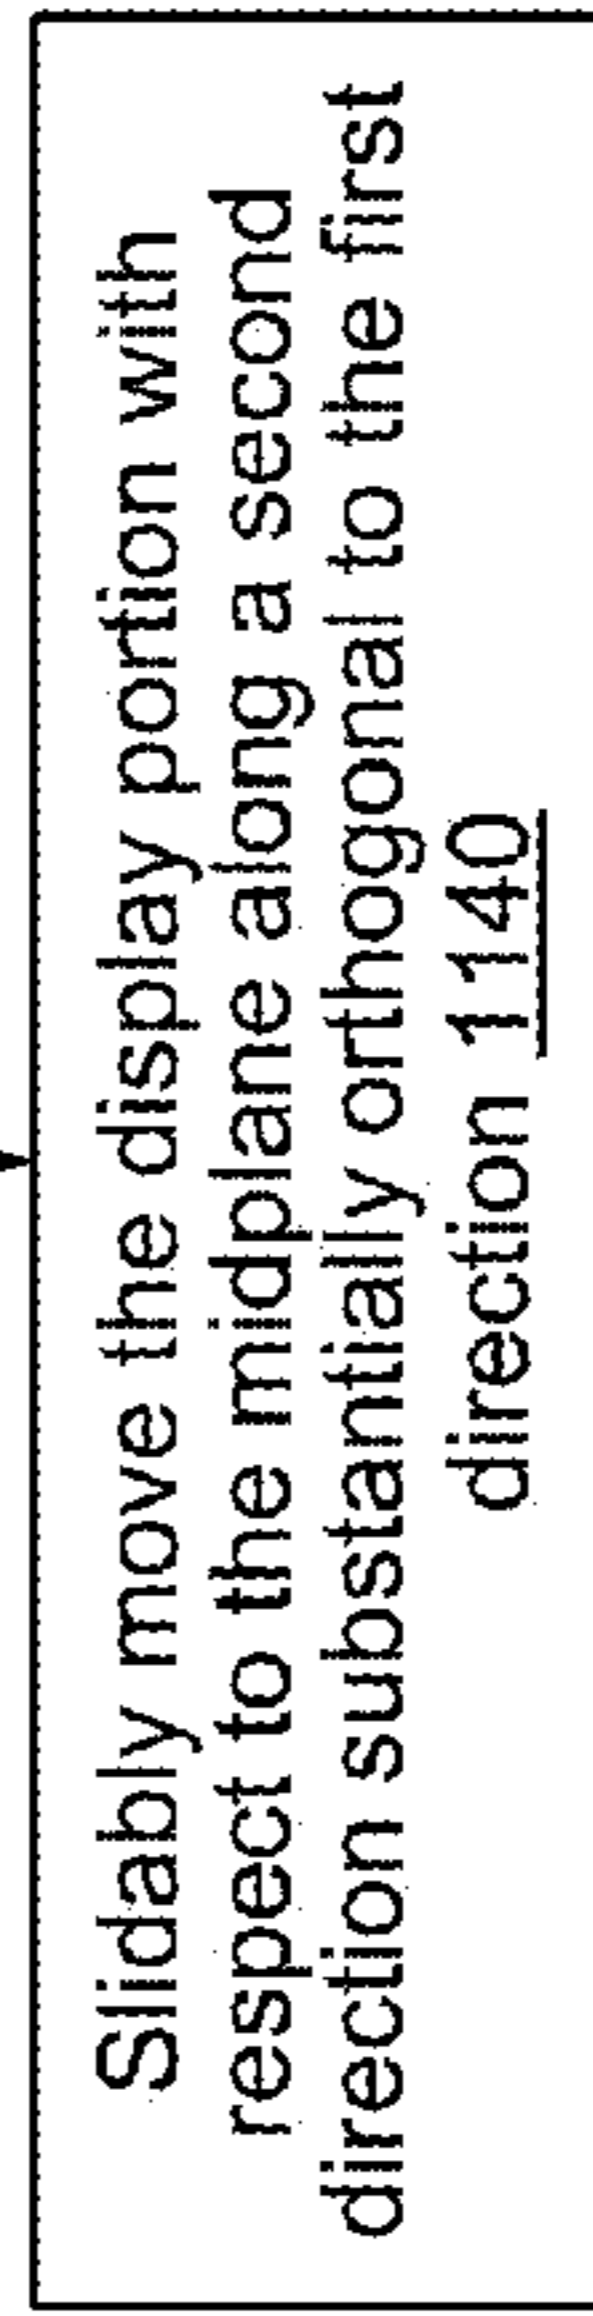 Slidably move the display portion with
respect to the midplane along a second
direction substantially orthogonal to the first
direction 1140